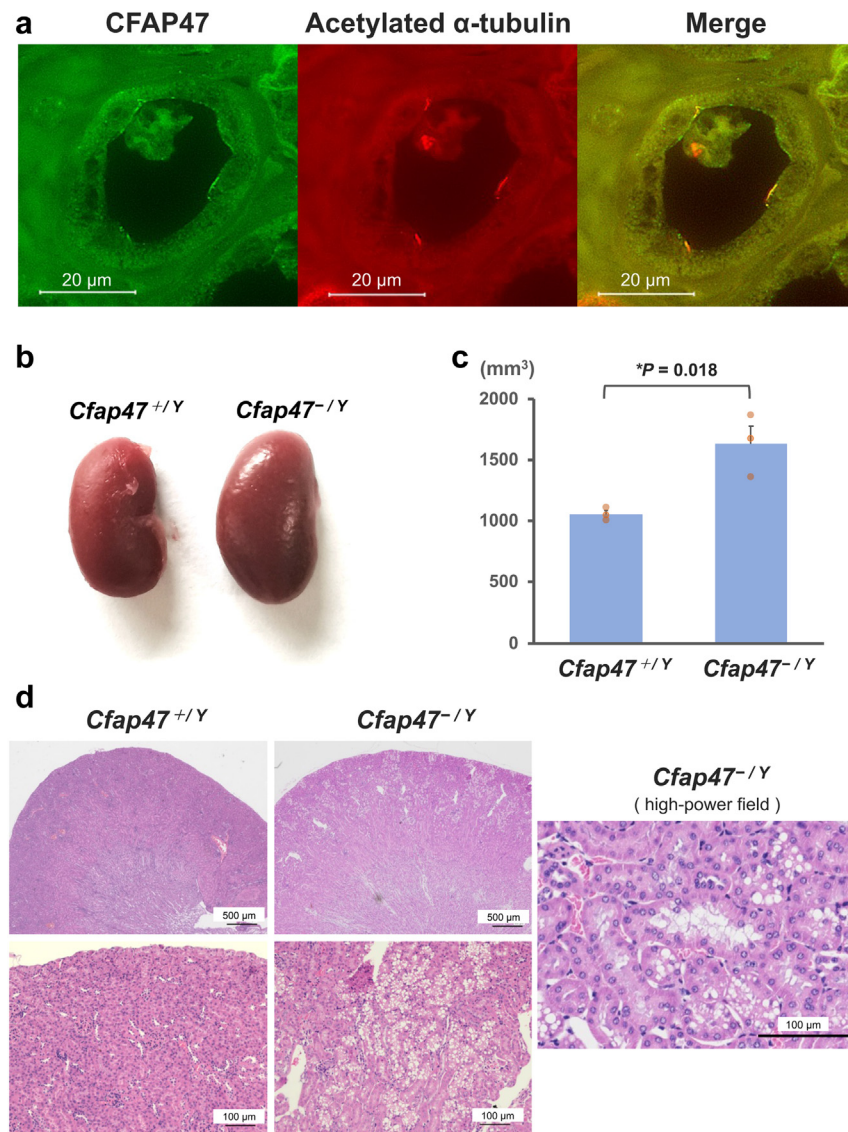 a
CFAP47 Acetylated α-tubulin Merge
20 μm 20 μm 20 μm
b
Cfap47 +/Y Cfap47 −/Y
c
(mm3)
*P = 0.018
2000
1500
1000
500
0
Cfap47 +/Y Cfap47 −/Y
d
Cfap47 +/Y Cfap47 −/Y
Cfap47 −/Y
( high-power field )
500 μm 500 μm
100 μm 100 μm
100 μm